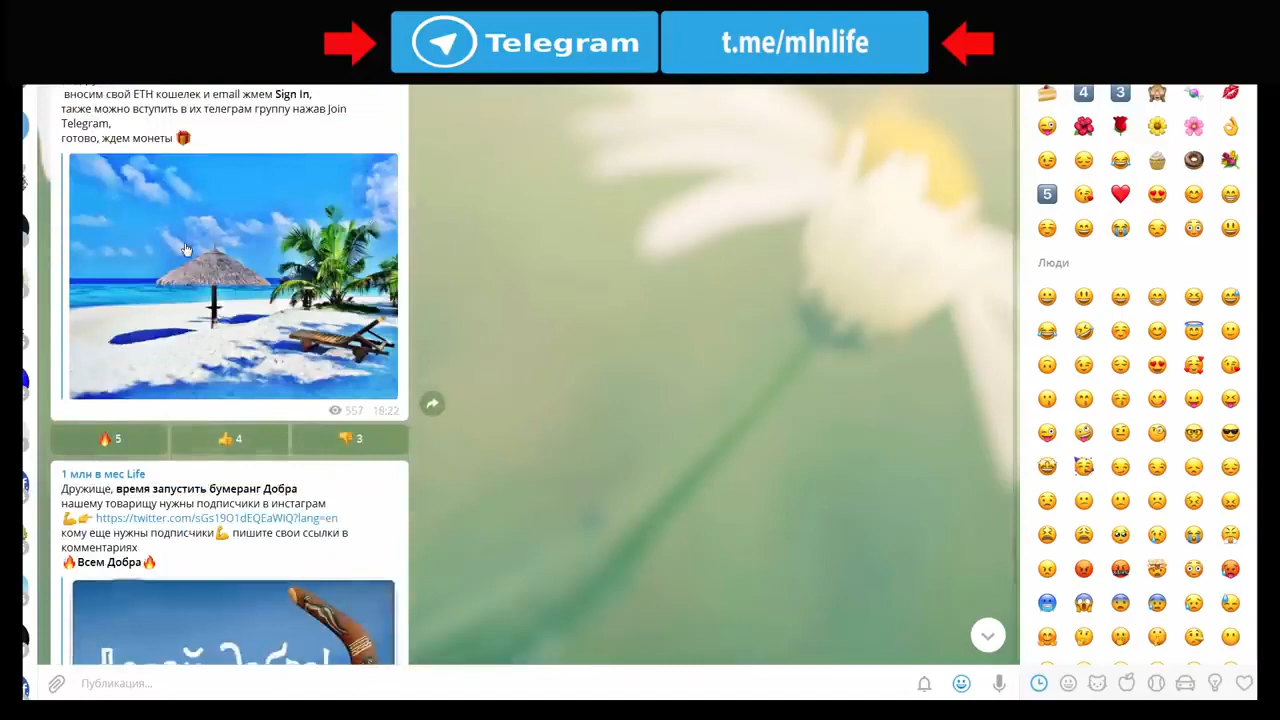 Telegram
t.me/mlnlife
вносим свой ETH кошелек и email жмем Sign In,
также можно вступить в их телеграм группу нажав Join
Telegram,
готово, ждем монеты 🎁
557 18:22
🔥 5
👍 4
👎 3
1 млн в мес Life
Дружище, время запустить бумеранг Добра
нашему товарищу нужны подписчики в инстаграм
💪👉 https://twitter.com/sGs19O1dEQEaWIQ?lang=en
кому еще нужны подписчики💪 пишите свои ссылки в
комментариях
🔥Всем Добра🔥
Публикация...
4 3
5
Люди